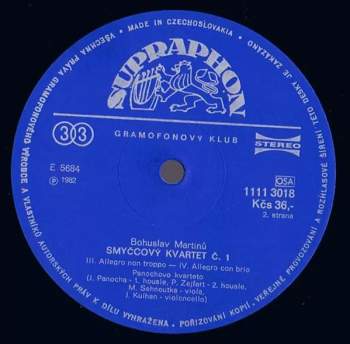 VŠECHNA PRÁVA GRAMOFONOVÉHO VÝROBCE A VLASTNÍKŮ AUTORSKÝCH PRÁV K DÍLU VYHRAŽENA. POŘIZOVÁNÍ KOPIÍ, VEŘEJNÉ PROVOZOVÁNÍ A ROZHLASOVÉ ŠÍŘENÍ TÉTO DESKY JE ZAKÁZÁNO
• MADE IN CZECHOSLOVAKIA •
SUPRAPHON
33
GRAMOFONOVÝ KLUB
STEREO
E 5684
Ⓟ 1982
OSA
1111 3018
Kčs 36,-
2. strana
Bohuslav Martinů
SMYČCOVÝ KVARTET Č. 1
III. Allegro non troppo — IV. Allegro con brio
Panochovo kvarteto
(J. Panocha - 1. housle, P. Zejfart - 2. housle,
M. Sehnoutka - viola,
J. Kulhan - violoncello)